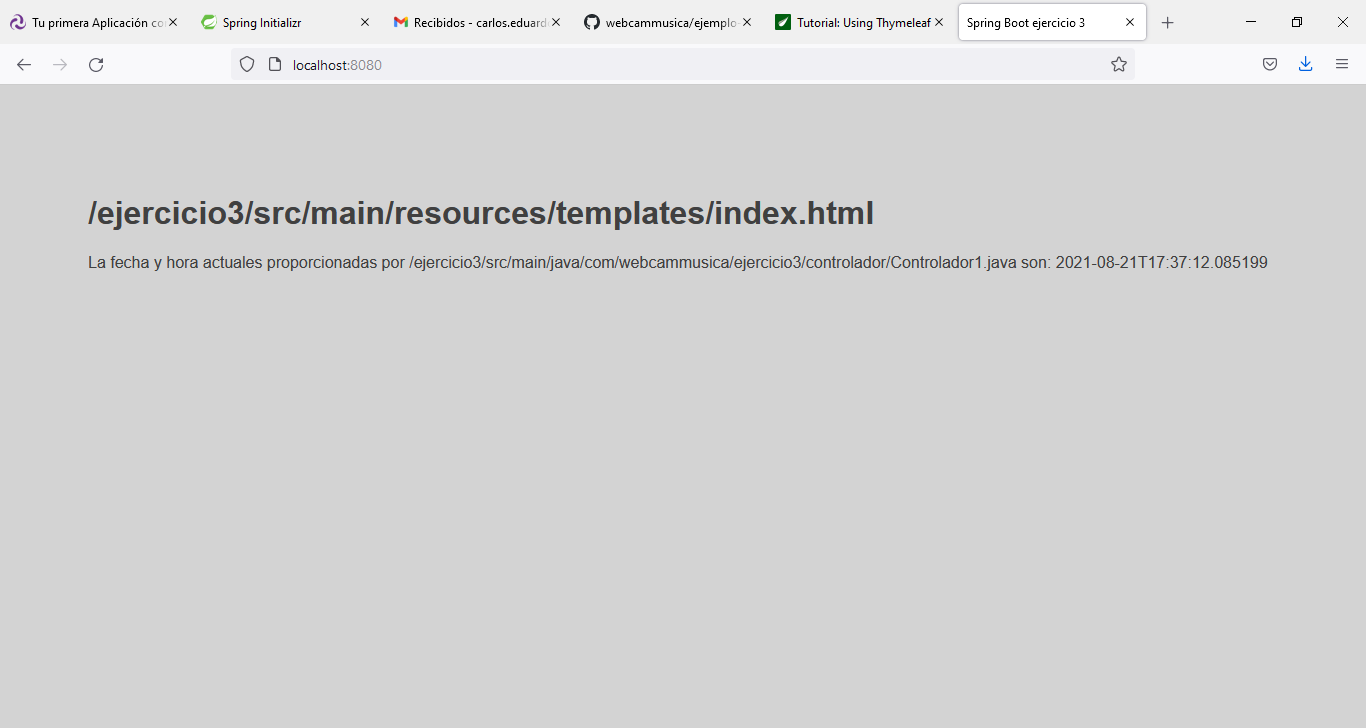 Tu primera Aplicación co
Spring Initializr
Recibidos - carlos.eduard
webcammusica/ejemplo
Tutorial: Using Thymeleaf
Spring Boot ejercicio 3
localhost:8080
/ejercicio3/src/main/resources/templates/index.html
La fecha y hora actuales proporcionadas por /ejercicio3/src/main/java/com/webcammusica/ejercicio3/controlador/Controlador1.java son: 2021-08-21T17:37:12.085199